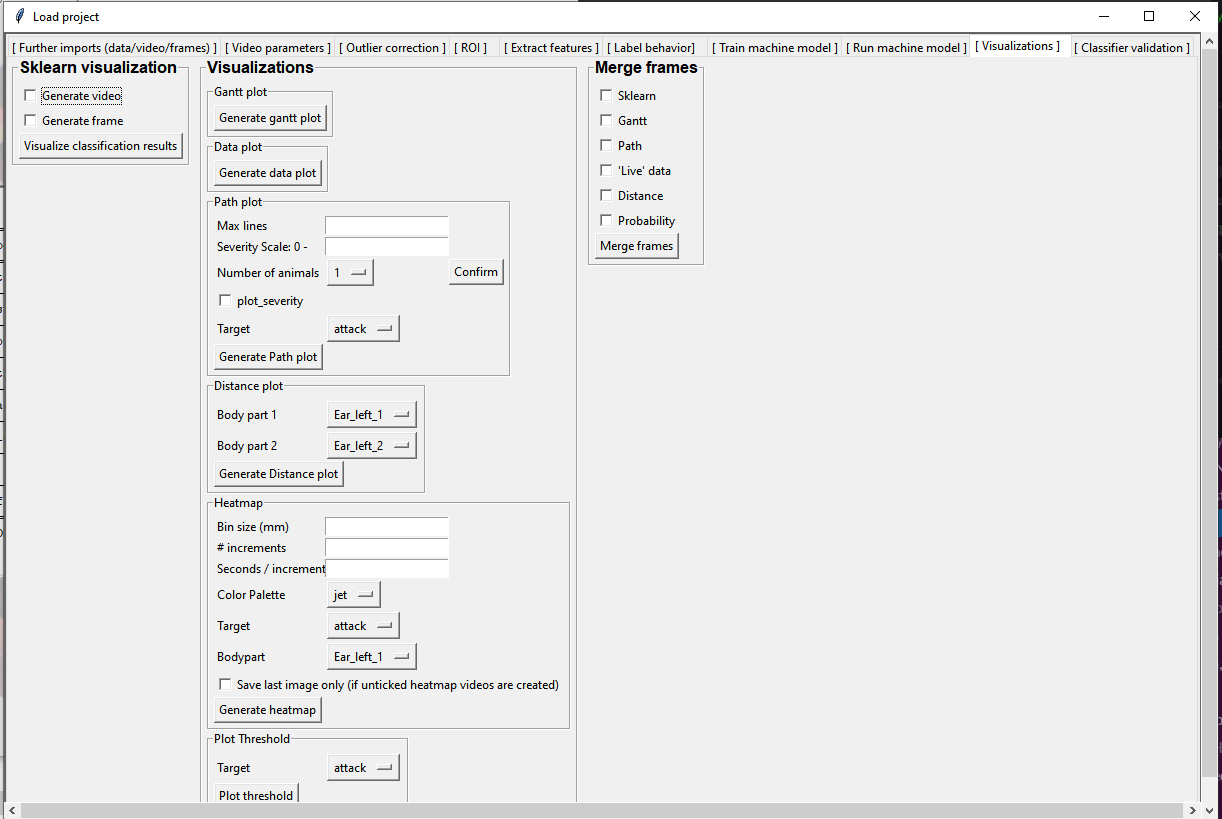 Load project
[ Further imports (data/video/frames) ] [ Video parameters ] [ Outlier correction ] [ ROI ] [ Extract features ] [ Label behavior] [ Train machine model ] [ Run machine model ] [ Visualizations ] [ Classifier validation ]
Sklearn visualization
Generate video
Generate frame
Visualize classification results
Visualizations
Gantt plot
Generate gantt plot
Data plot
Generate data plot
Path plot
Max lines
Severity Scale: 0 -
Number of animals 1 Confirm
plot_severity
Target attack
Generate Path plot
Distance plot
Body part 1 Ear_left_1
Body part 2 Ear_left_2
Generate Distance plot
Heatmap
Bin size (mm)
# increments
Seconds / increment
Color Palette jet
Target attack
Bodypart Ear_left_1
Save last image only (if unticked heatmap videos are created)
Generate heatmap
Plot Threshold
Target attack
Plot threshold
Merge frames
Sklearn
Gantt
Path
'Live' data
Distance
Probability
Merge frames